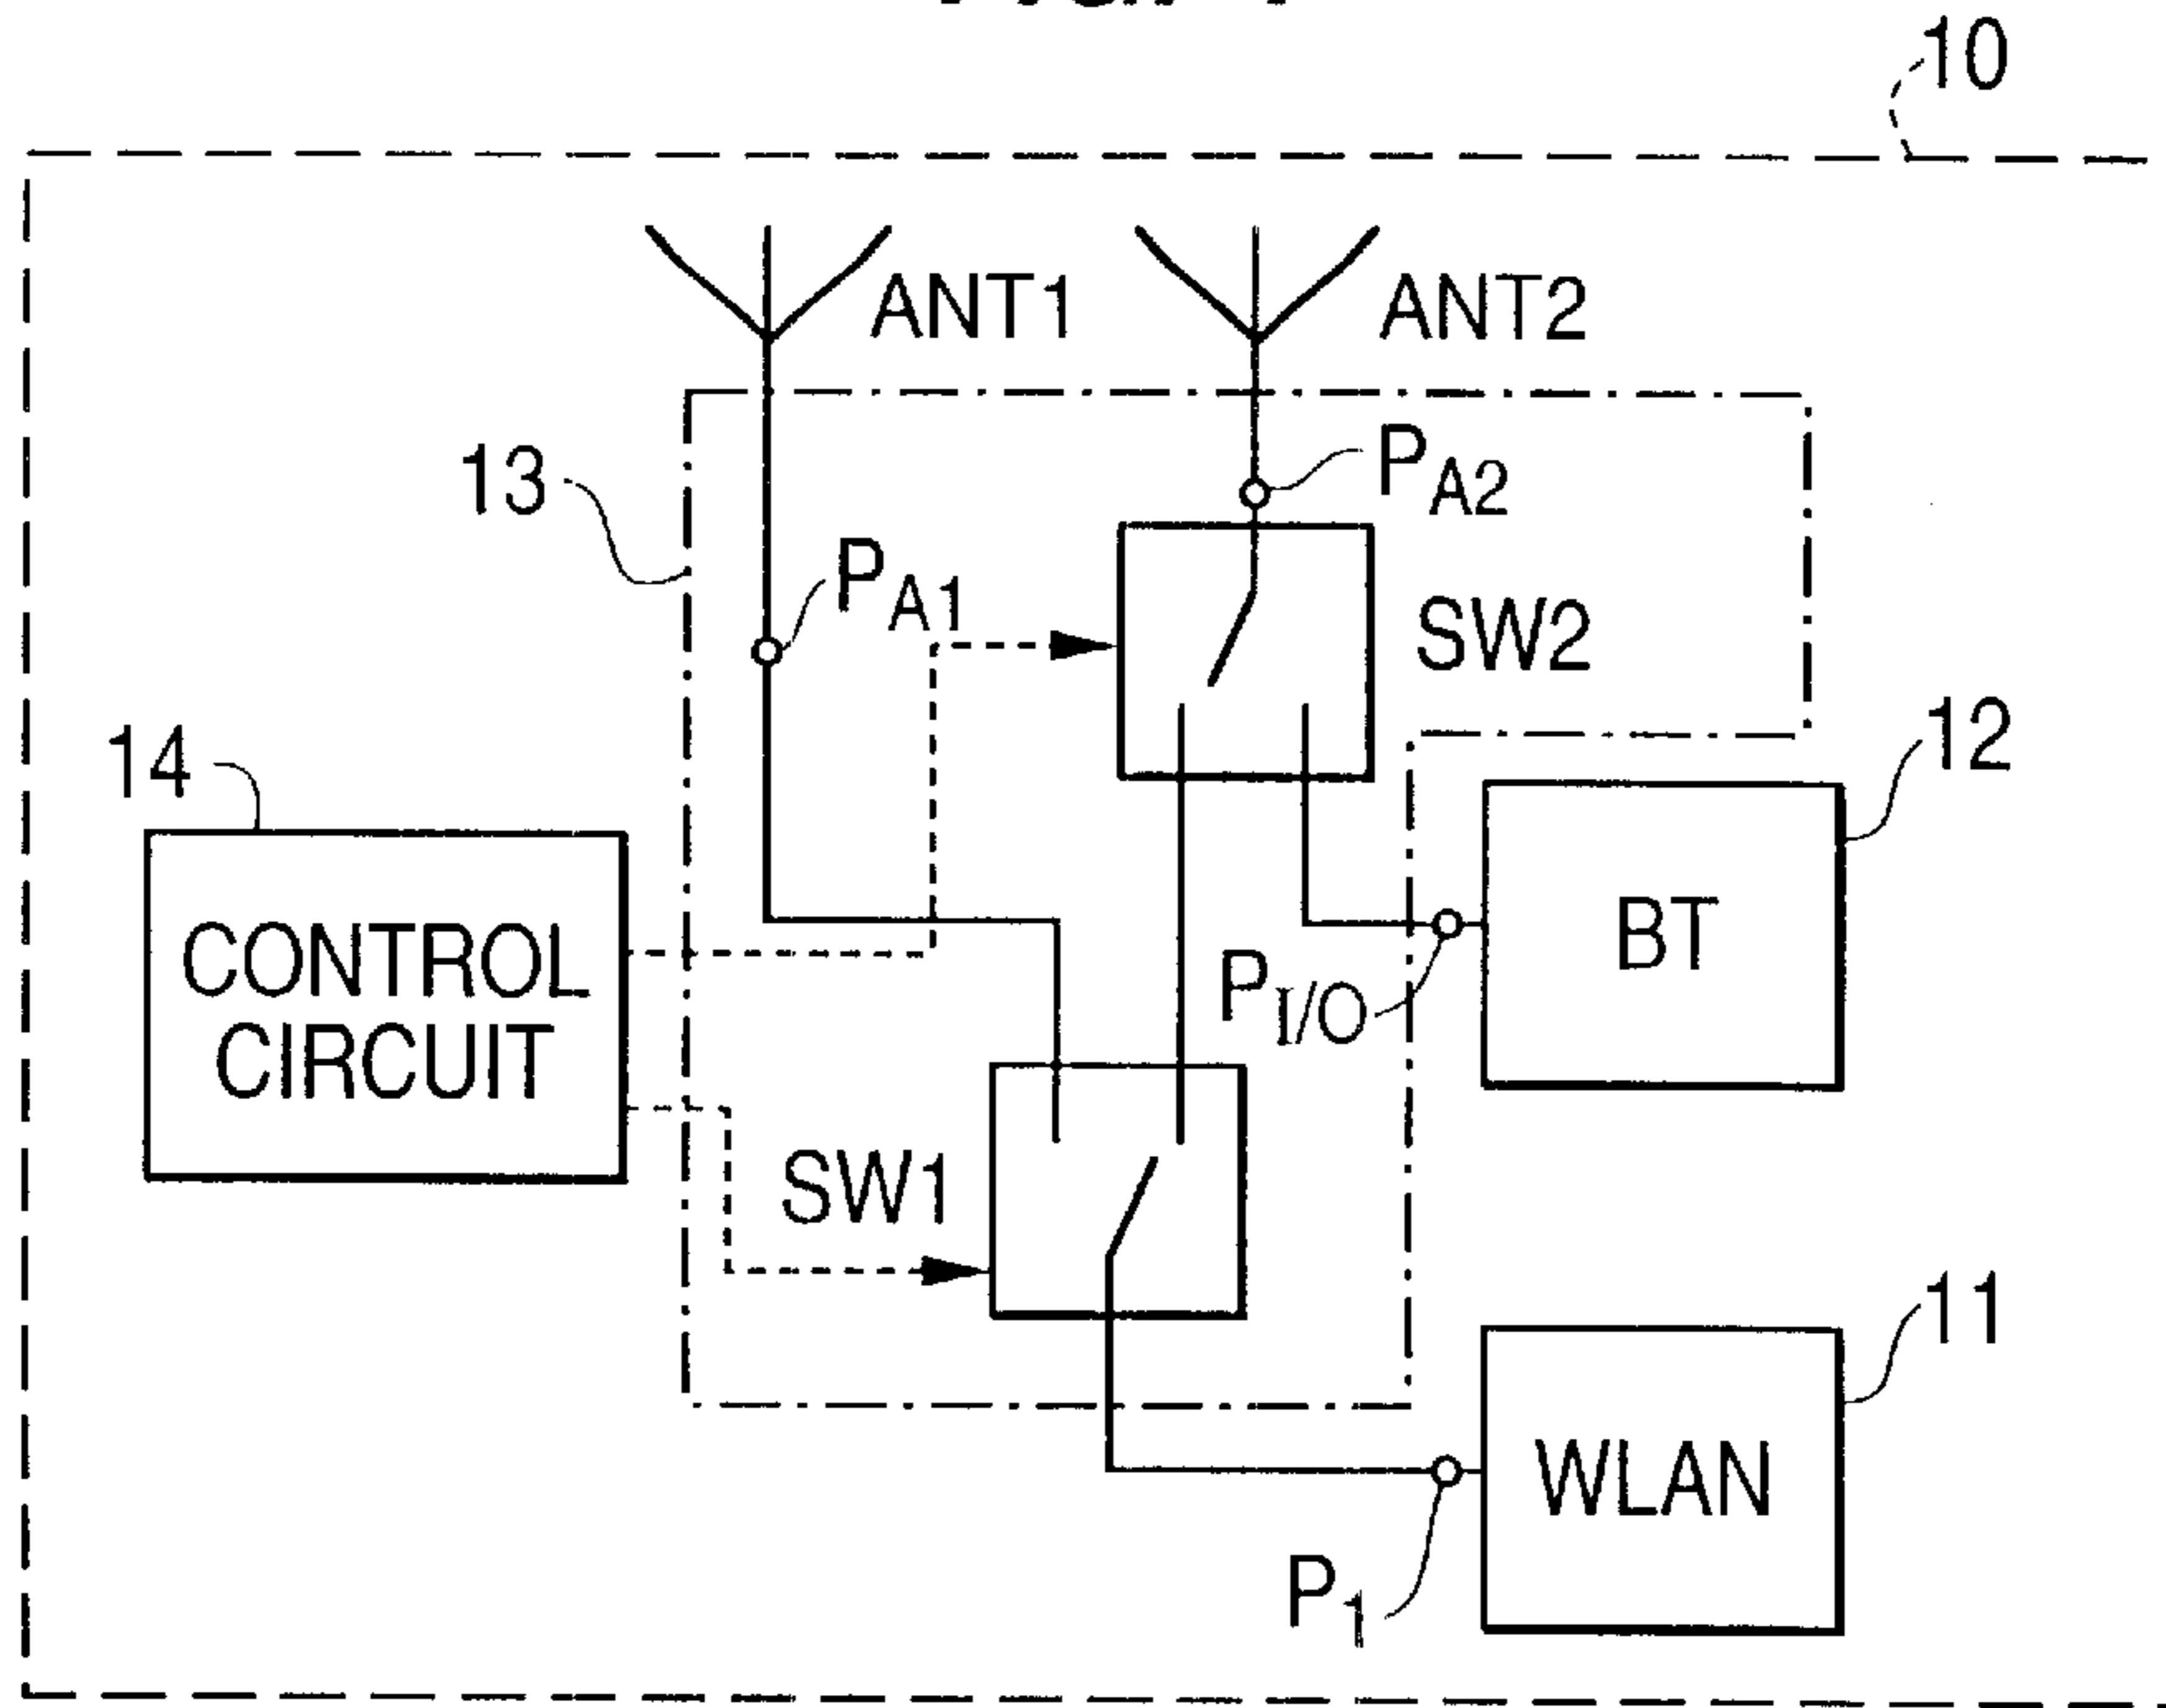 10
ANT1
ANT2
13
PA2
PA1
SW2
14
12
CONTROL
CIRCUIT
BT
PI/O
SW1
11
WLAN
P1